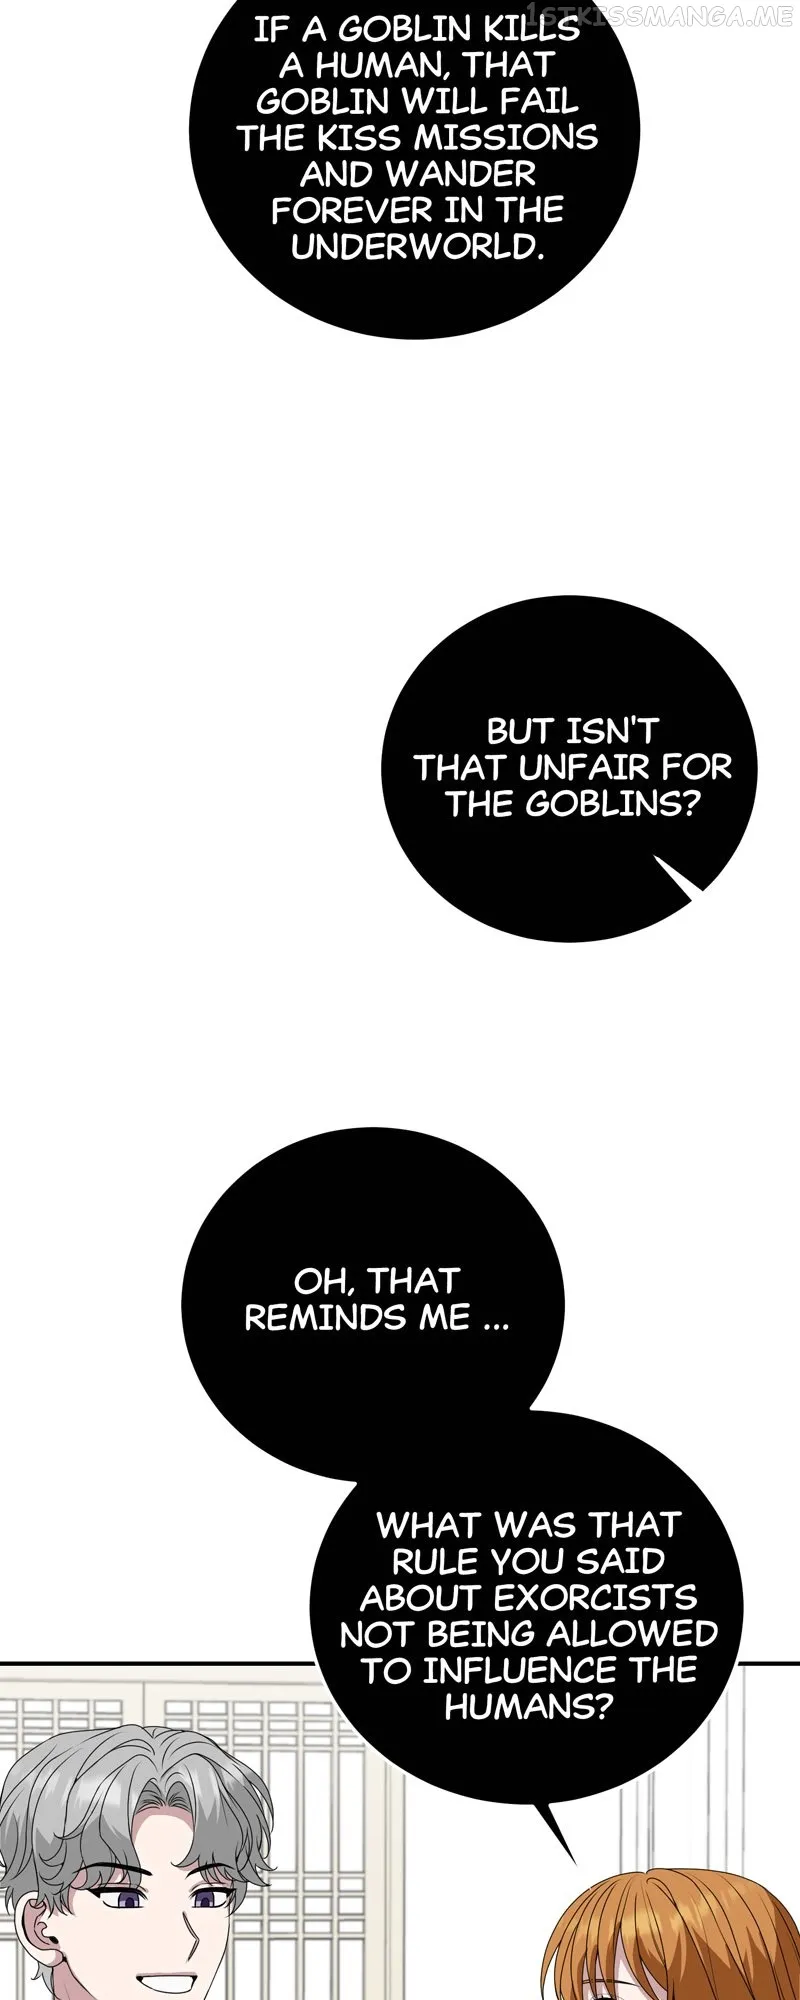 1STKISSMANGA.ME
IF A GOBLIN KILLS
A HUMAN, THAT
GOBLIN WILL FAIL
THE KISS MISSIONS
AND WANDER
FOREVER IN THE
UNDERWORLD.
BUT ISN'T
THAT UNFAIR FOR
THE GOBLINS?
OH, THAT
REMINDS ME ...
WHAT WAS THAT
RULE YOU SAID
ABOUT EXORCISTS
NOT BEING ALLOWED
TO INFLUENCE THE
HUMANS?